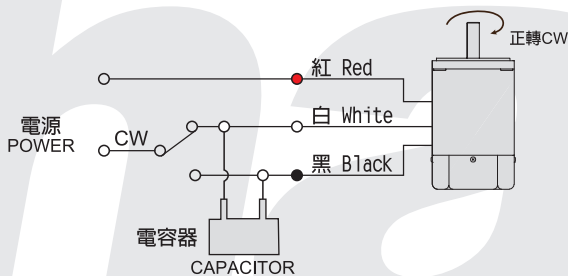 正轉CW
紅 Red
白 White
黑 Black
電源
POWER
CW
電容器
CAPACITOR